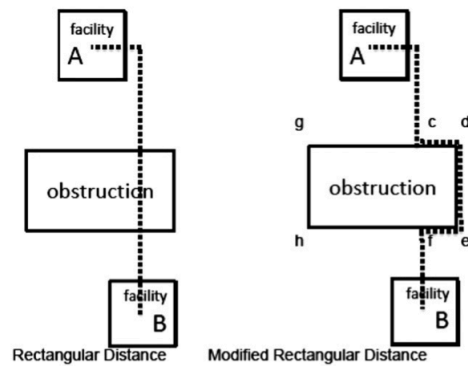 facility
A
obstruction
facility
B
Rectangular Distance
facility
A
g
c
d
obstruction
h
f
e
facility
B
Modified Rectangular Distance